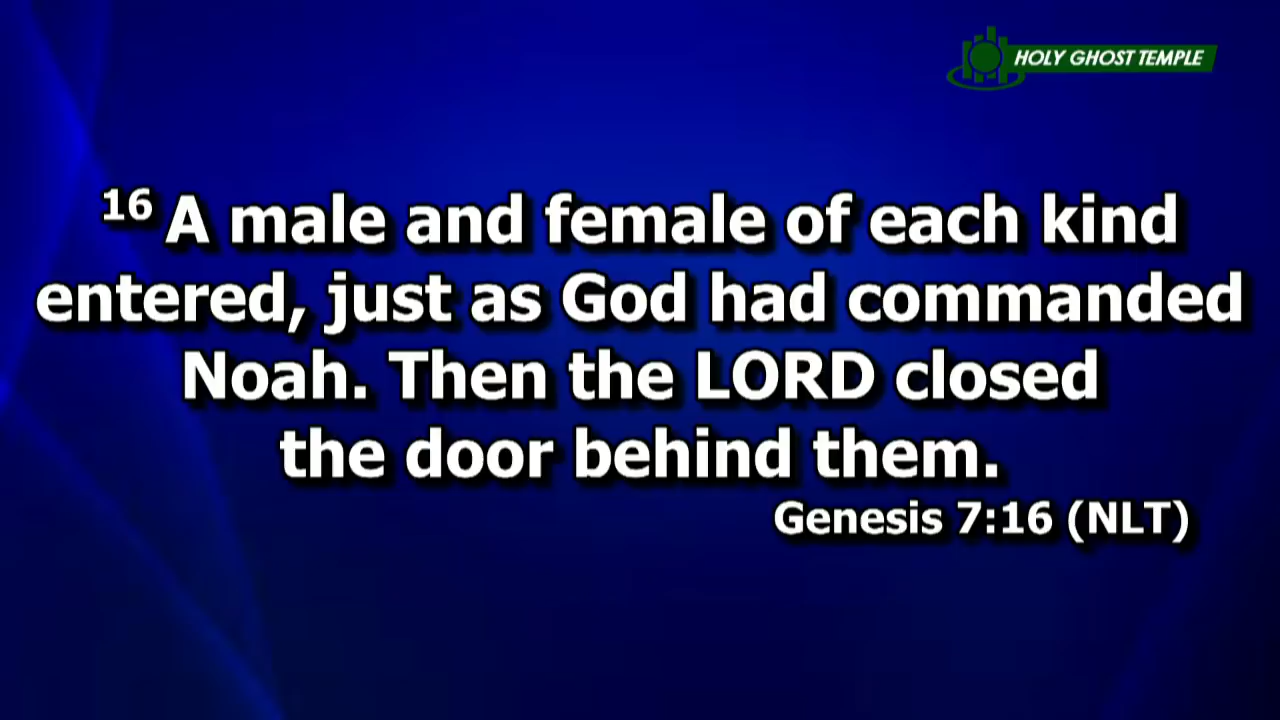 HOLY GHOST TEMPLE
16 A male and female of each kind
entered, just as God had commanded
Noah. Then the LORD closed
the door behind them.
Genesis 7:16 (NLT)